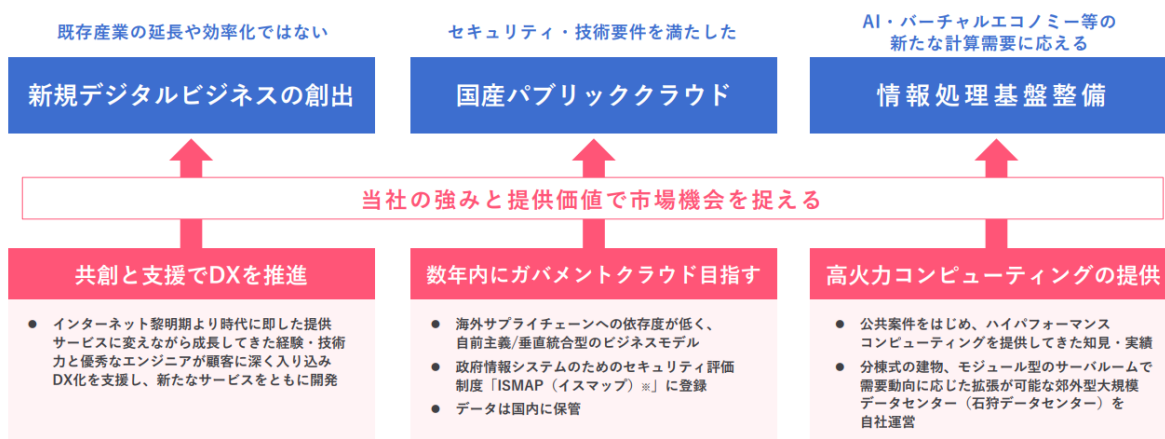 既存産業の延長や効率化ではない
新規デジタルビジネスの創出
セキュリティ・技術要件を満たした
国産パブリッククラウド
AI・バーチャルエコノミー等の
新たな計算需要に応える
情報処理基盤整備
当社の強みと提供価値で市場機会を捉える
共創と支援でDXを推進
● インターネット黎明期より時代に即した提供
サービスに変えながら成長してきた経験・技術
力と優秀なエンジニアが顧客に深く入り込み
DX化を支援し、新たなサービスをともに開発
数年内にガバメントクラウド目指す
● 海外サプライチェーンへの依存度が低く、
自前主義/垂直統合型のビジネスモデル
● 政府情報システムのためのセキュリティ評価
制度「ISMAP（イスマップ）※」に登録
● データは国内に保管
高火力コンピューティングの提供
● 公共案件をはじめ、ハイパフォーマンス
コンピューティングを提供してきた知見・実績
● 分棟式の建物、モジュール型のサーバルームで
需要動向に応じた拡張が可能な郊外型大規模
データセンター（石狩データセンター）を
自社運営